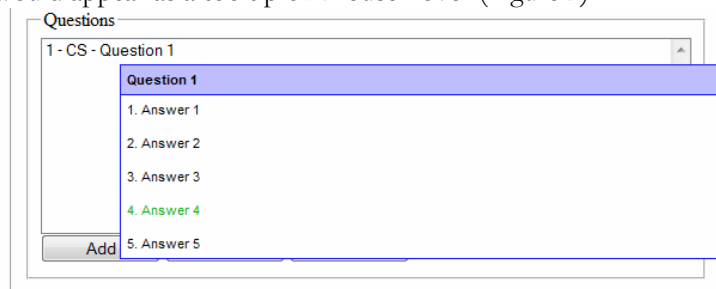 Questions
1 - CS - Question 1
Question 1
1. Answer 1
2. Answer 2
3. Answer 3
4. Answer 4
5. Answer 5
Add